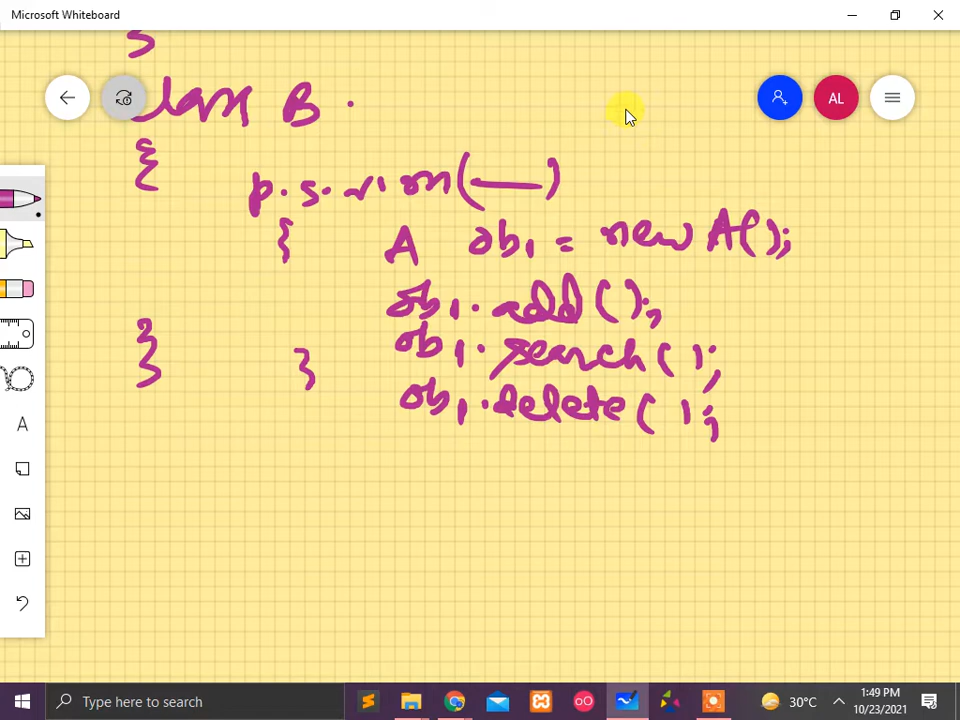 Microsoft Whiteboard
}
class B
{
p.s.v.m(___)
{ A ob1 = new A();
ob1.add();
ob1.search();
ob1.delete();
}
}
AL
A
Type here to search
30°C
1:49 PM
10/23/2021